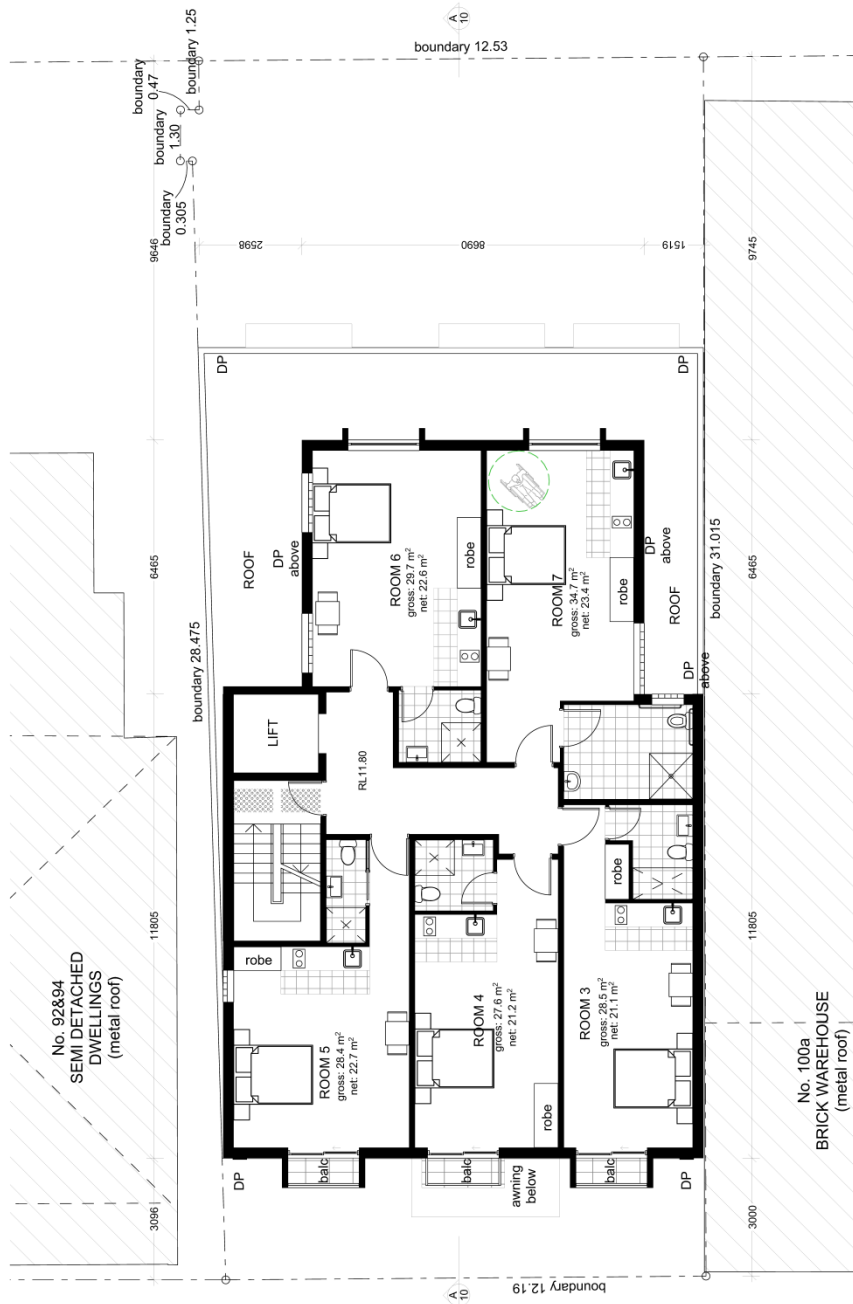 A
10
boundary 12.53
boundary 1.25
boundary
0.47
boundary
1.30
boundary
0.305
9646
2598
8690
1519
9745
DP
DP
ROOF
DP
above
boundary 28.475
6465
ROOM 6
gross: 29.7 m²
net: 22.6 m²
robe
ROOM 7
gross: 34.7 m²
net: 23.4 m²
robe
DP
above
ROOF
DP
above
boundary 31.015
6465
LIFT
RL11.80
No. 92&94
SEMI DETACHED
DWELLINGS
(metal roof)
11805
robe
ROOM 5
gross: 28.4 m²
net: 22.7 m²
ROOM 4
gross: 27.6 m²
net: 21.2 m²
robe
robe
ROOM 3
gross: 28.5 m²
net: 21.1 m²
11805
No. 100a
BRICK WAREHOUSE
(metal roof)
balc
balc
balc
DP
awning
below
DP
3096
3000
A
10
boundary 12.19